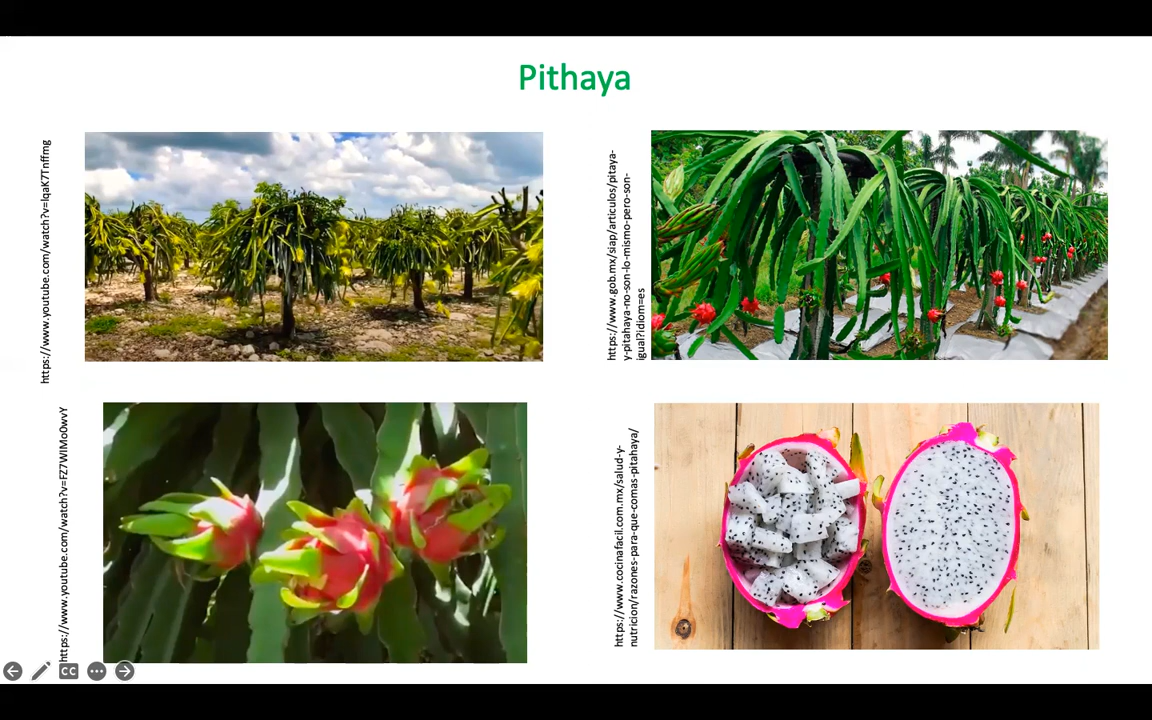 Pithaya
https://www.youtube.com/watch?v=lqaK7Tnffmg
https://www.gob.mx/siap/articulos/pitaya-
y-pitahaya-no-son-lo-mismo-pero-son-
igual?idiom=es
https://www.youtube.com/watch?v=FZ7WIMo0wvY
https://www.cocinafacil.com.mx/salud-y-
nutricion/razones-para-que-comas-pitahaya/
CC